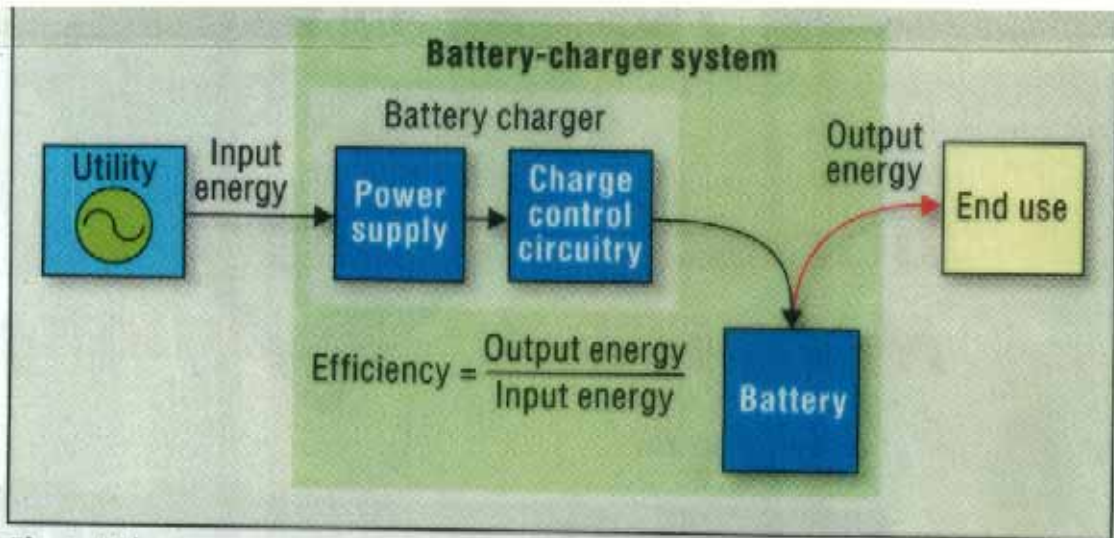 Battery-charger system
Battery charger
Utility
Input
energy
Power
supply
Charge
control
circuitry
Output
energy
End use
Efficiency = Output energy
Input energy
Battery